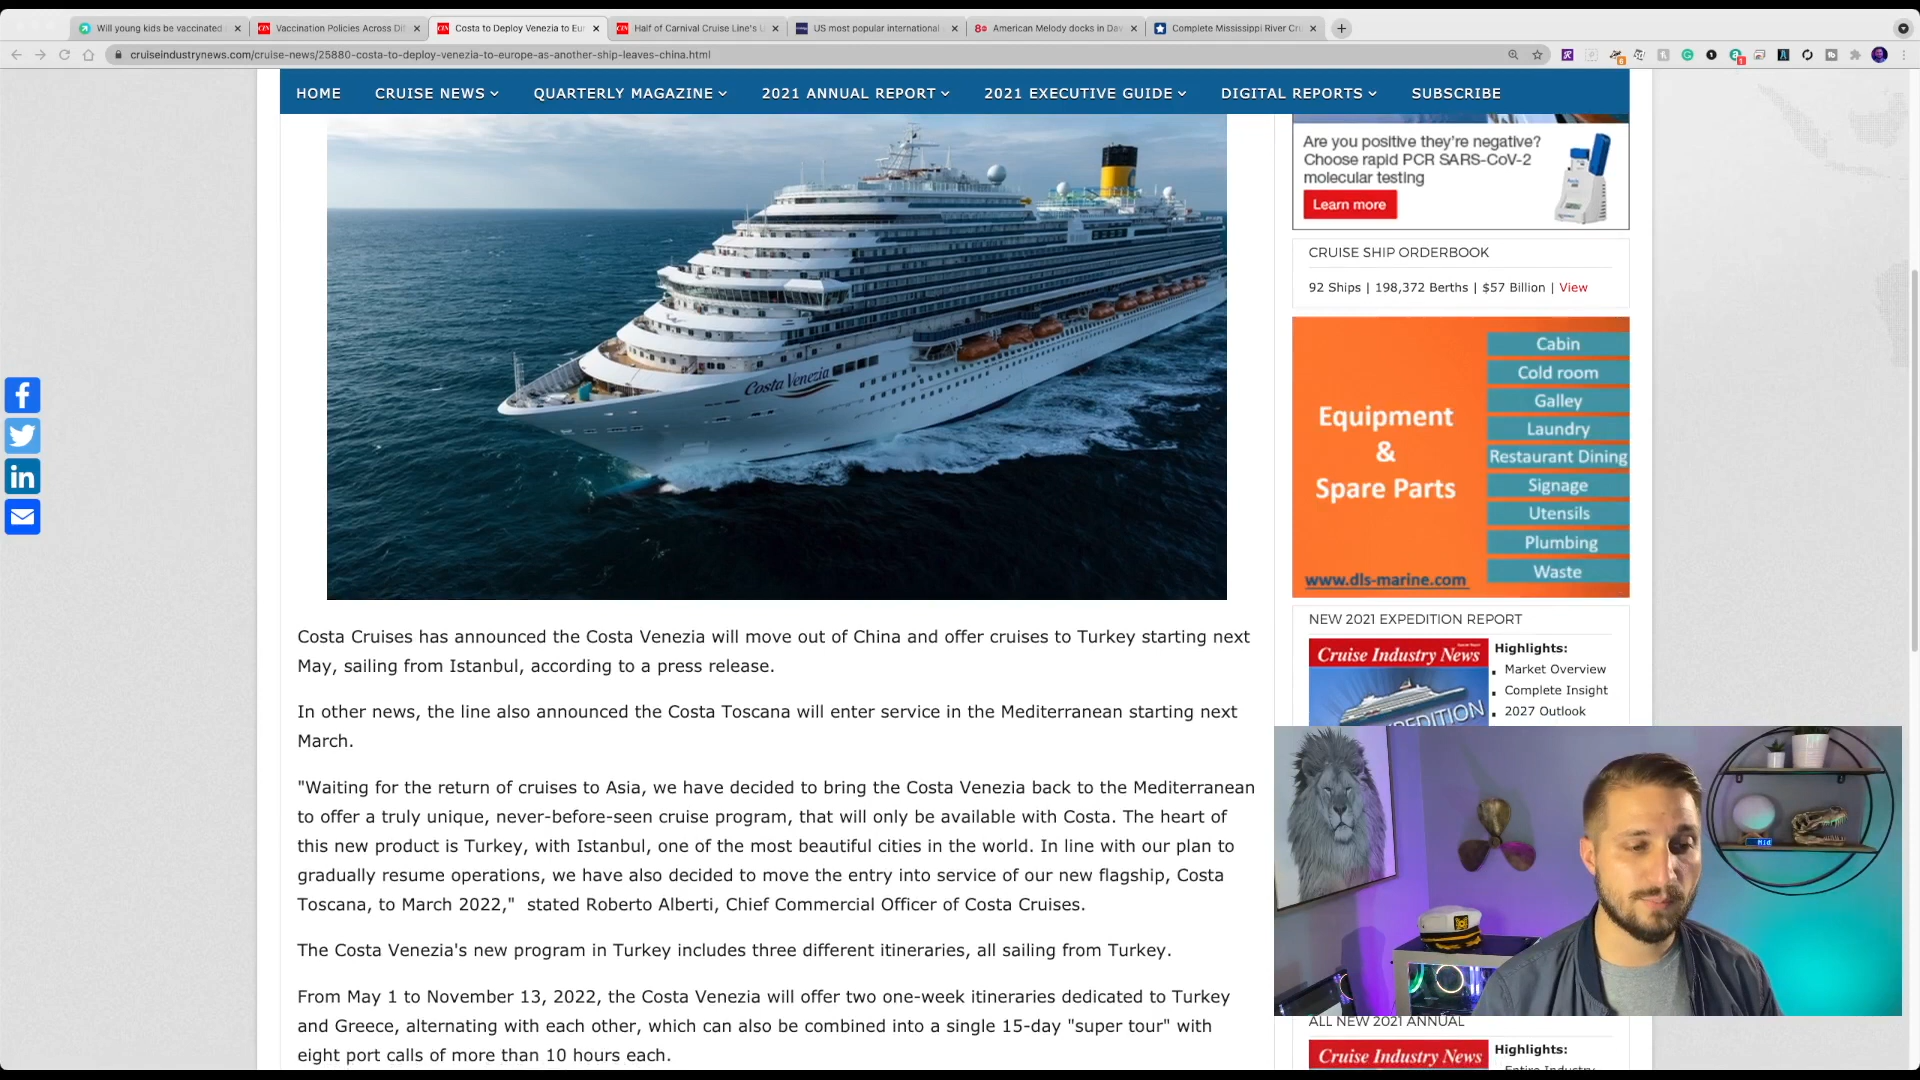 Will young kids be vaccinated
Vaccination Policies Across Dif
Costa to Deploy Venezia to Eur
Half of Carnival Cruise Line's U
US most popular international
American Melody docks in Dav
Complete Mississippi River Cru
cruiseindustrynews.com/cruise-news/25880-costa-to-deploy-venezia-to-europe-as-another-ship-leaves-china.html
HOME CRUISE NEWS QUARTERLY MAGAZINE 2021 ANNUAL REPORT 2021 EXECUTIVE GUIDE DIGITAL REPORTS SUBSCRIBE
Costa Venezia
Costa Cruises has announced the Costa Venezia will move out of China and offer cruises to Turkey starting next
May, sailing from Istanbul, according to a press release.
In other news, the line also announced the Costa Toscana will enter service in the Mediterranean starting next
March.
"Waiting for the return of cruises to Asia, we have decided to bring the Costa Venezia back to the Mediterranean
to offer a truly unique, never-before-seen cruise program, that will only be available with Costa. The heart of
this new product is Turkey, with Istanbul, one of the most beautiful cities in the world. In line with our plan to
gradually resume operations, we have also decided to move the entry into service of our new flagship, Costa
Toscana, to March 2022," stated Roberto Alberti, Chief Commercial Officer of Costa Cruises.
The Costa Venezia's new program in Turkey includes three different itineraries, all sailing from Turkey.
From May 1 to November 13, 2022, the Costa Venezia will offer two one-week itineraries dedicated to Turkey
and Greece, alternating with each other, which can also be combined into a single 15-day "super tour" with
eight port calls of more than 10 hours each.
Are you positive they're negative?
Choose rapid PCR SARS-CoV-2
molecular testing
Learn more
CRUISE SHIP ORDERBOOK
92 Ships | 198,372 Berths | $57 Billion | View
Equipment
&
Spare Parts
www.dls-marine.com
Cabin
Cold room
Galley
Laundry
Restaurant Dining
Signage
Utensils
Plumbing
Waste
NEW 2021 EXPEDITION REPORT
Cruise Industry News
EXPEDITION
Highlights:
Market Overview
Complete Insight
2027 Outlook
ALL NEW 2021 ANNUAL
Cruise Industry News
Highlights:
Entire Industry